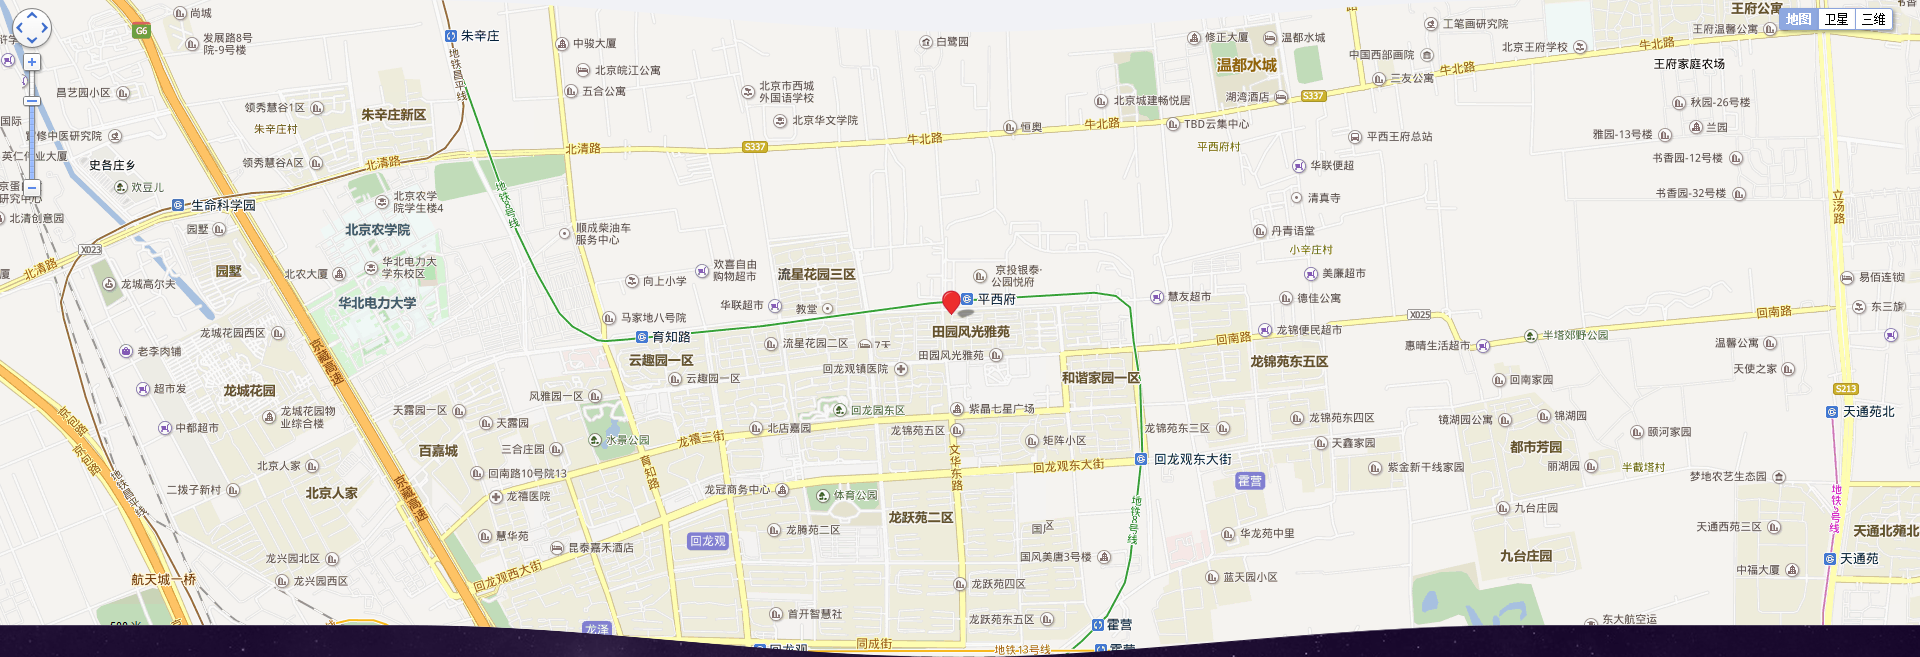 尚城
G6
发展路8号
院-9号楼
朱辛庄
地铁昌平线
中骏大厦
白鹭园
修正大厦
温都水城
温都水城
工笔画研究院
中国西部画院
北京王府学校
王府公寓
王府温馨公寓
地图
卫星
三维
牛北路
王府家庭农场
北京皖江公寓
五合公寓
北京市西城
外国语学校
北京华文学院
北京城建畅悦居
湖湾酒店
S337
三友公寓
牛北路
秋园-26号楼
兰园
雅园-13号楼
书香园-12号楼
书香园-32号楼
昌艺园小区
领秀慧谷1区
朱辛庄村
朱辛庄新区
领秀慧谷A区
北清路
北清路
S337
牛北路
恒奥
牛北路
TBD云集中心
平西府村
平西王府总站
华联便超
清真寺
史各庄乡
欢豆儿
北清创意园
生命科学园
园墅
园墅
X023
北清路
龙城高尔夫
北京农学
院学生楼4
北京农学院
华北电力大
学东校区
北农大厦
华北电力大学
地铁8号线
顺成柴油车
服务中心
向上小学
欢喜自由
购物超市
流星花园三区
华联超市
教堂
京投银泰·
公园悦府
平西府
田园风光雅苑
田园风光雅苑
慧友超市
丹青语堂
小辛庄村
美廉超市
德佳公寓
立汤路
易佰连锁
东三旗
X025
回南路
回南路
龙锦便民超市
龙锦苑东五区
惠晴生活超市
半塔郊野公园
温馨公寓
天使之家
马家地八号院
育知路
云趣园一区
云趣园一区
流星花园二区
7天
回龙观镇医院
和谐家园一区
龙城花园西区
京藏高速
老李肉铺
超市发
龙城花园
龙城花园物
业综合楼
中都超市
北京人家
北京人家
二拨子新村
京包路
京包路
地铁昌平线
天露园一区
天露园
百嘉城
三合庄园
回南路10号院13
龙禧医院
京藏高速
风雅园一区
水景公园
龙禧三街
育知路
北店嘉园
回龙园东区
紫晶七星广场
龙锦苑五区
矩阵小区
文华东路
回龙观东大街
回龙观东大街
龙锦苑东三区
龙锦苑东四区
天鑫家园
紫金新干线家园
霍营
回南家园
镜湖园公寓
锦湖园
都市芳园
丽湖园
颐河家园
半截塔村
梦地农艺生态园
S213
天通苑北
龙冠商务中心
体育公园
龙跃苑二区
龙腾苑二区
慧华苑
昆泰嘉禾酒店
回龙观
回龙观西大街
国风美唐3号楼
华龙苑中里
蓝天园小区
龙跃苑四区
龙跃苑东五区
首开智慧社
地铁8号线
霍营
九台庄园
九台庄园
天通西苑三区
天通北苑北
地铁5号线
天通苑
中福大厦
东大航空运
龙兴园北区
龙兴园西区
航天城一桥
龙泽
同成街
地铁13号线